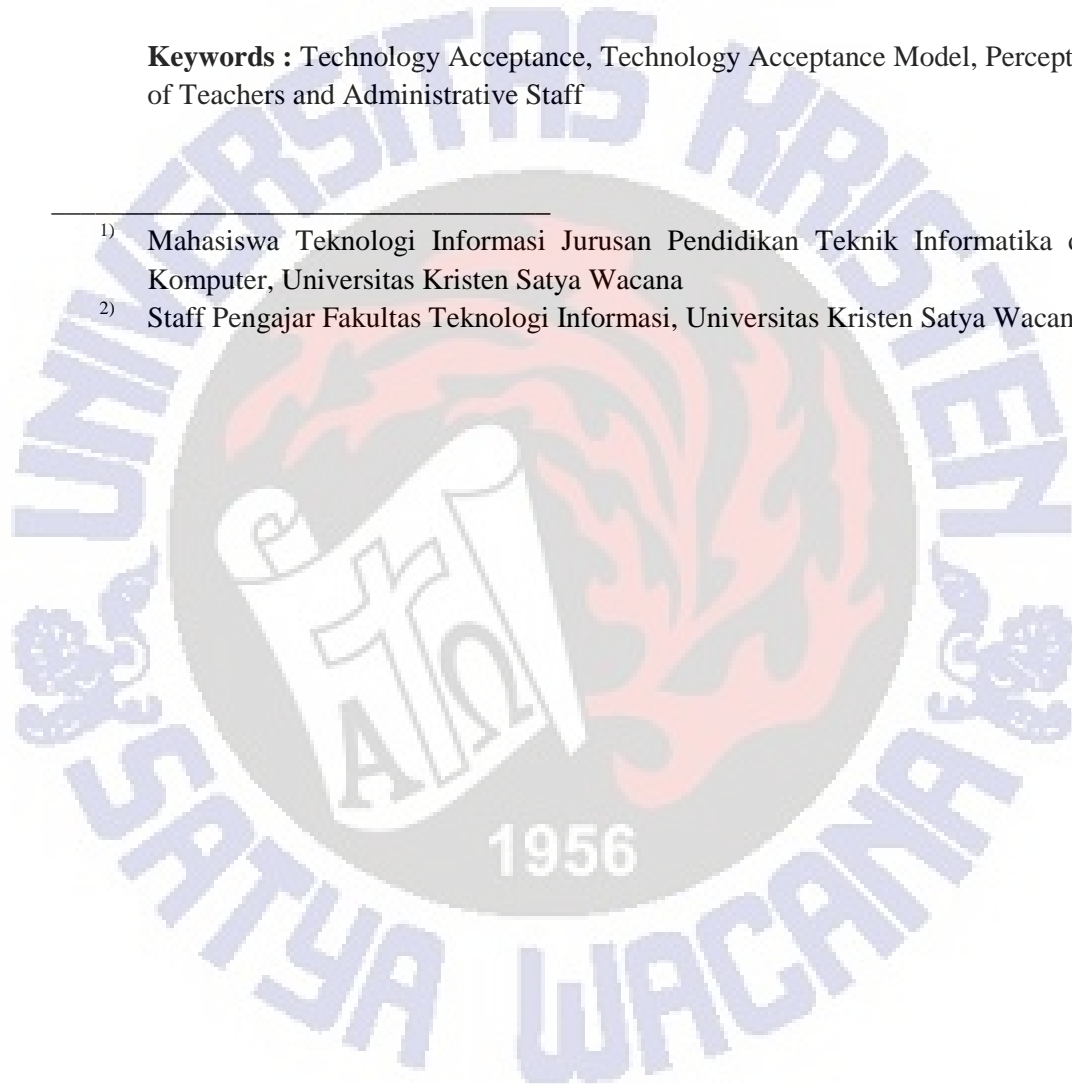 Keywords : Technology Acceptance, Technology Acceptance Model,
of Teachers and Administrative Staff
1) Mahasiswa Teknologi Informasi Jurusan Pendidikan Teknik Informatika
Komputer, Universitas Kristen Satya Wacana
2) Staff Pengajar Fakultas Teknologi Informasi, Universitas Kristen Satya
UNIVERSITAS KRISTEN
SATYA WACANA
Α Ω
1956